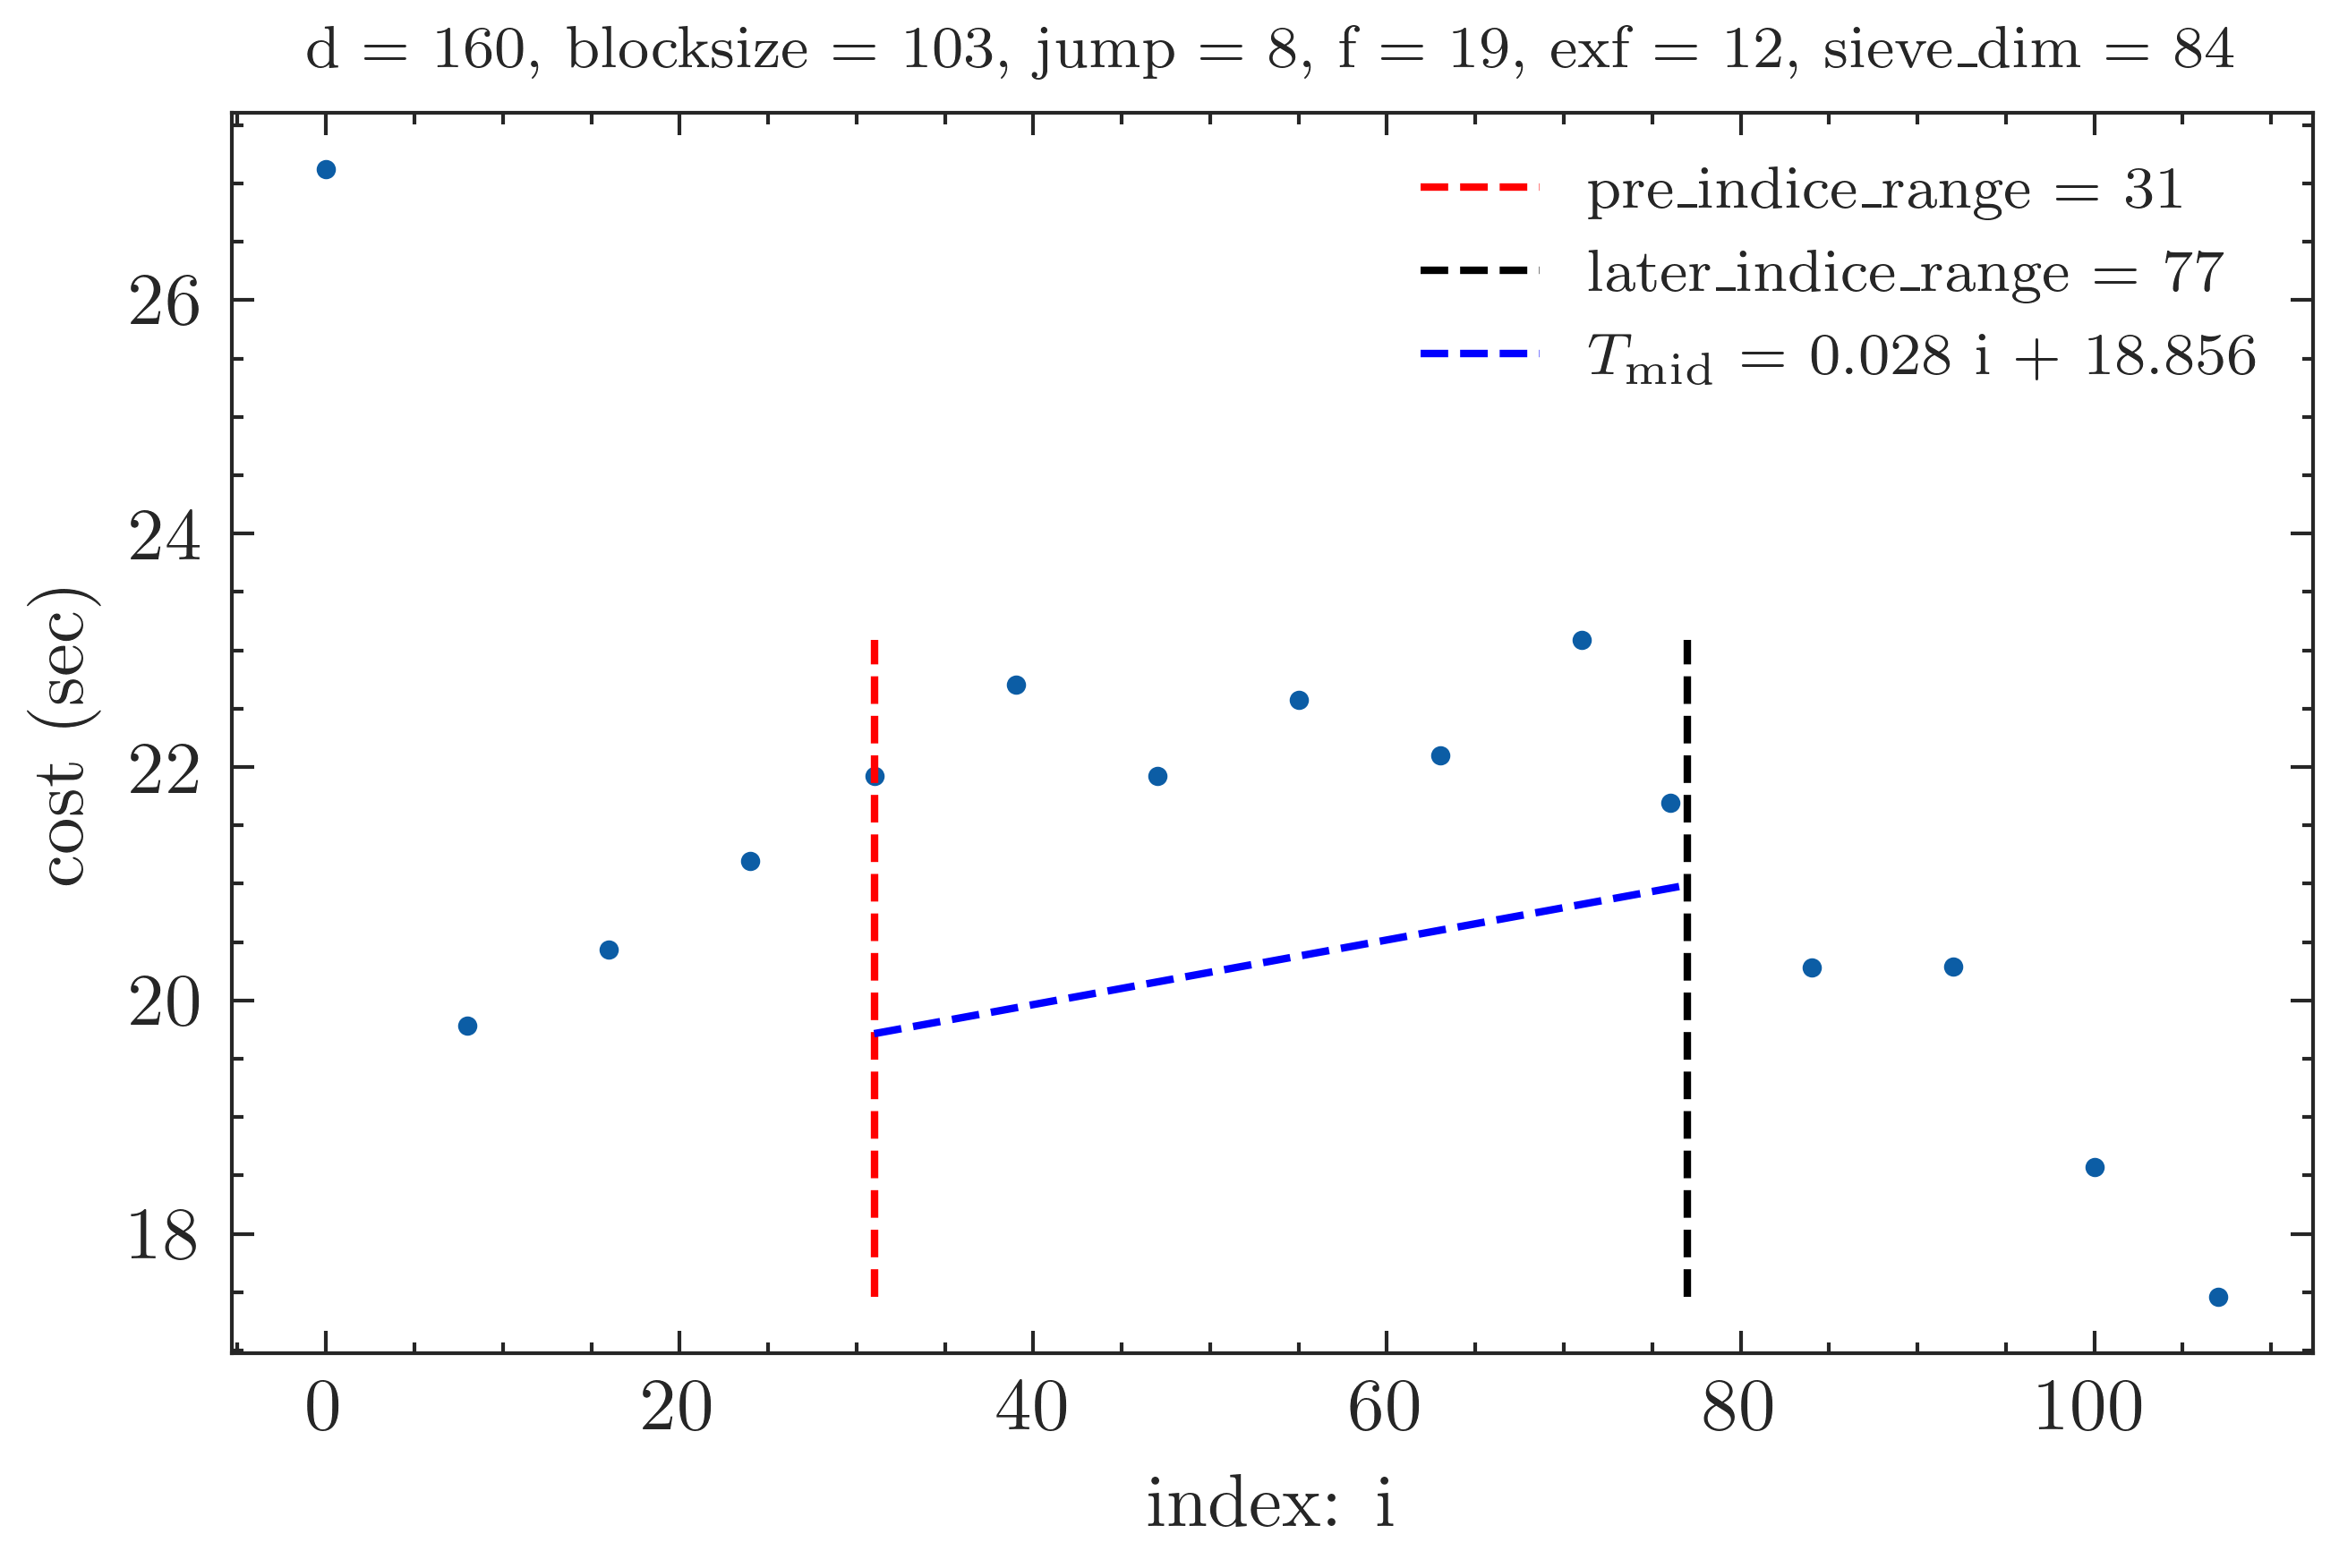 d = 160, blocksize = 103, jump = 8, f = 19, exf = 12, sieve_dim = 84
pre_indice_range = 31
later_indice_range = 77
T_mid = 0.028 i + 18.856
26
24
22
20
18
cost (sec)
0 20 40 60 80 100
index: i